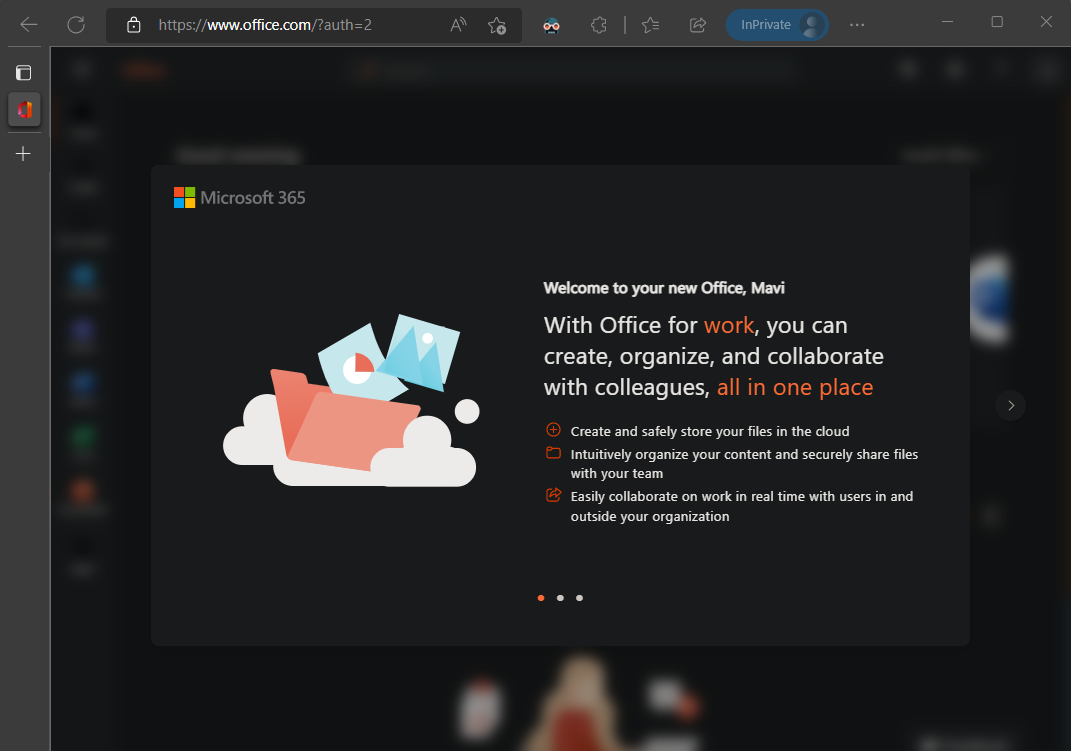 https://www.office.com/?auth=2
InPrivate
Microsoft 365
Welcome to your new Office, Mavi
With Office for work, you can
create, organize, and collaborate
with colleagues, all in one place
Create and safely store your files in the cloud
Intuitively organize your content and securely share files
with your team
Easily collaborate on work in real time with users in and
outside your organization